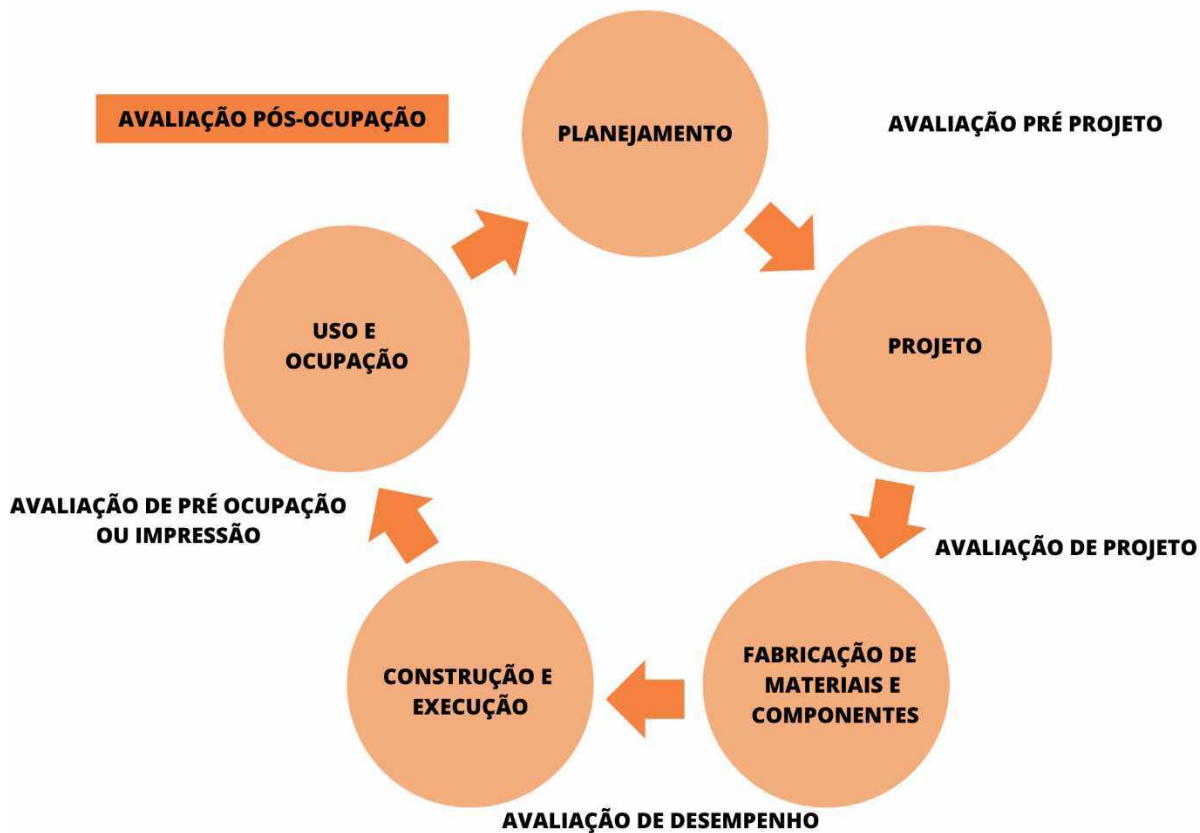 AVALIAÇÃO PÓS-OCUPAÇÃO
PLANEJAMENTO
AVALIAÇÃO PRÉ PROJETO
PROJETO
AVALIAÇÃO DE PROJETO
FABRICAÇÃO DE
MATERIAIS E
COMPONENTES
AVALIAÇÃO DE DESEMPENHO
CONSTRUÇÃO E
EXECUÇÃO
AVALIAÇÃO DE PRÉ OCUPAÇÃO
OU IMPRESSÃO
USO E
OCUPAÇÃO